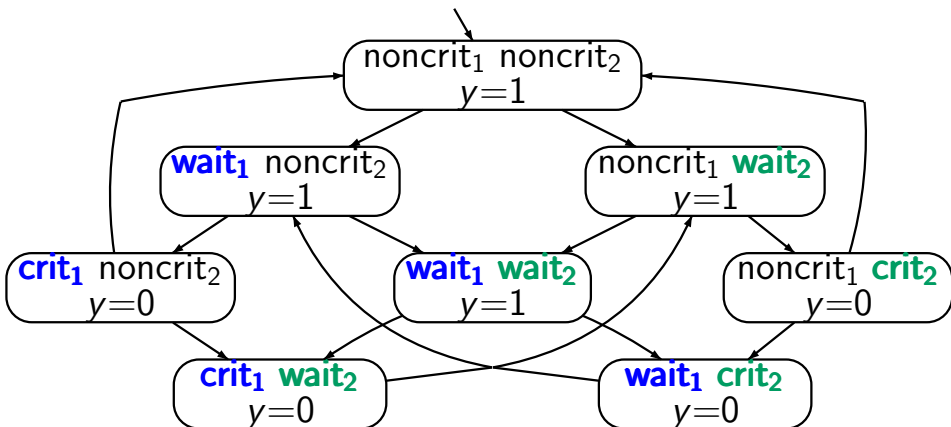 noncrit₁ noncrit₂
y=1
wait₁ noncrit₂
y=1
noncrit₁ wait₂
y=1
crit₁ noncrit₂
y=0
wait₁ wait₂
y=1
noncrit₁ crit₂
y=0
crit₁ wait₂
y=0
wait₁ crit₂
y=0